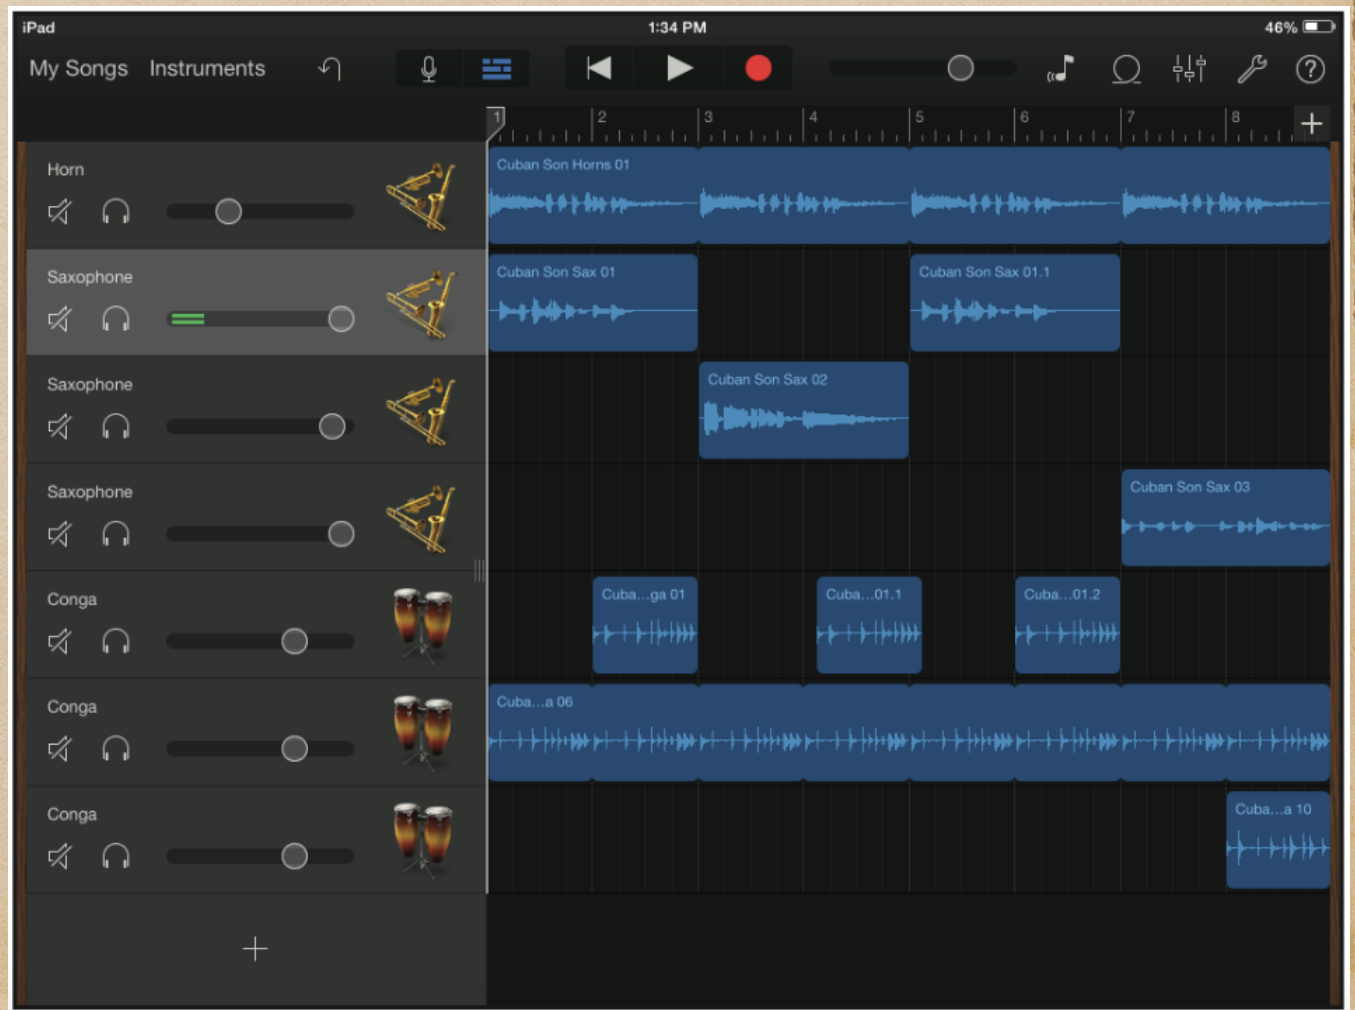 iPad 1:34 PM 46%
My Songs Instruments ?
1 2 3 4 5 6 7 8 +
Horn
Cuban Son Horns 01
Saxophone
Cuban Son Sax 01 Cuban Son Sax 01.1
Saxophone
Cuban Son Sax 02
Saxophone
Cuban Son Sax 03
Conga
Cuba...ga 01 Cuba...01.1 Cuba...01.2
Conga
Cuba...a 06
Conga
Cuba...a 10
+